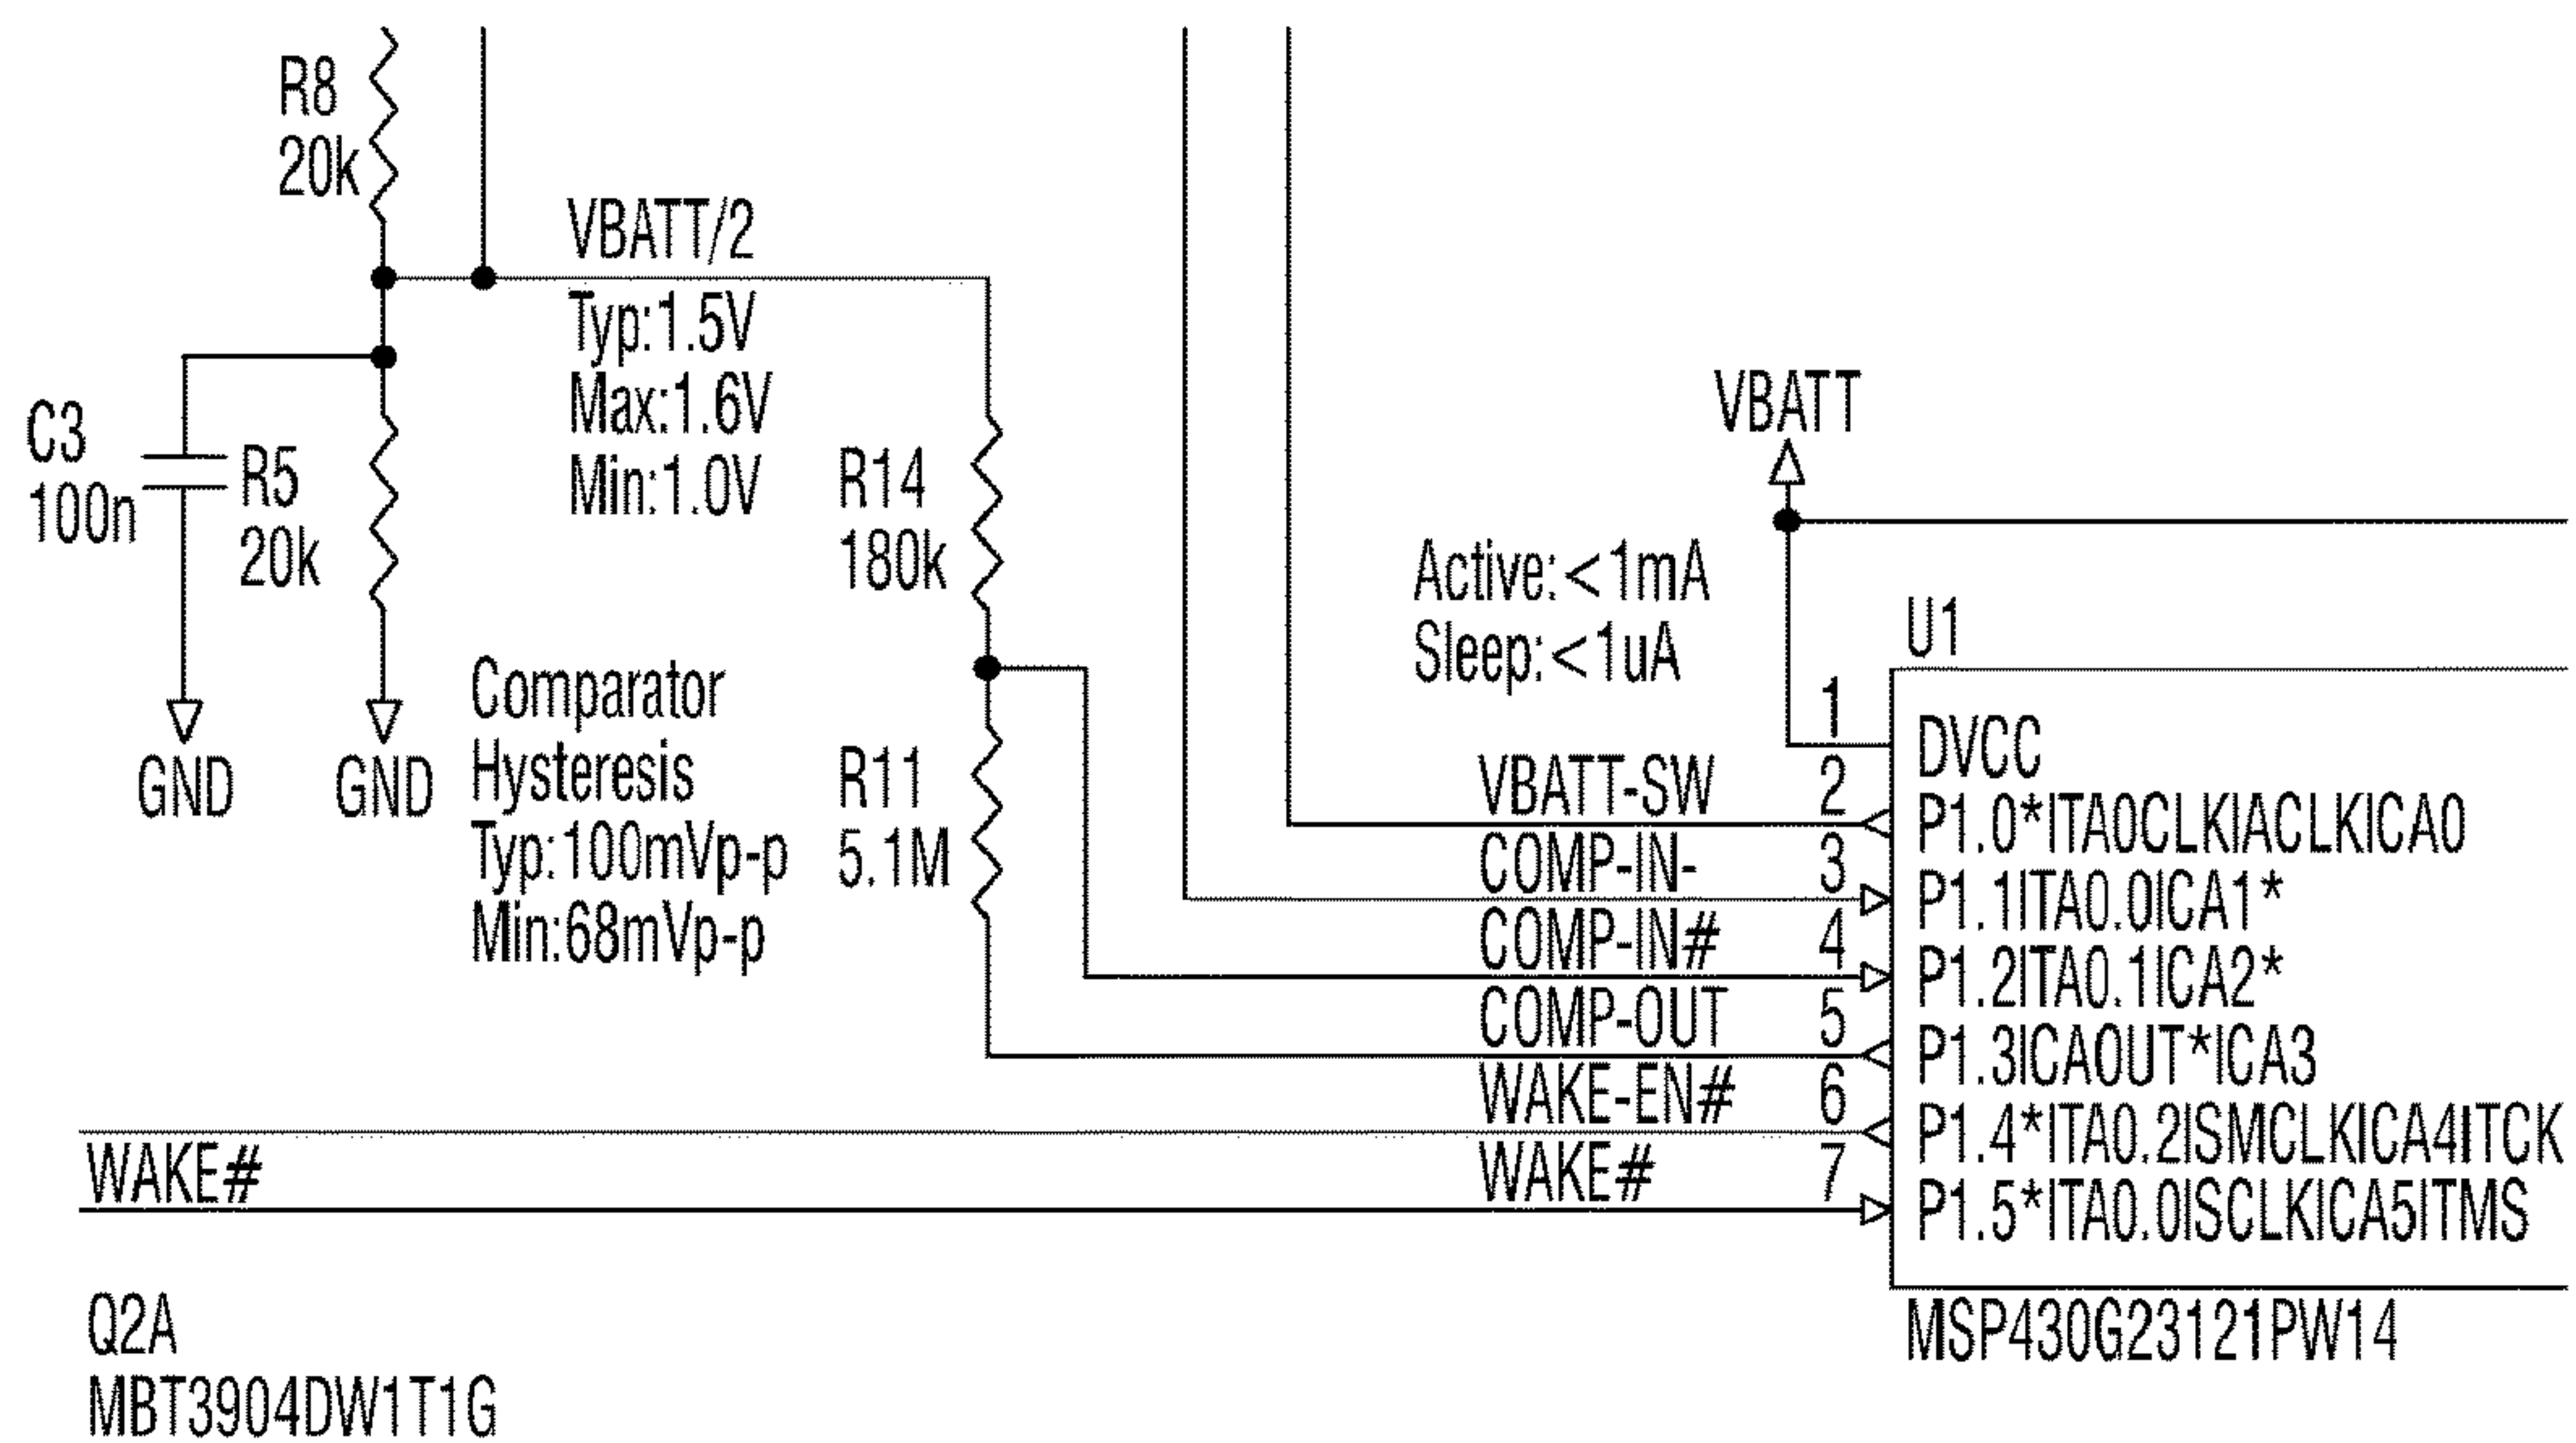 R8
20k
VBATT/2
Typ:1.5V
Max:1.6V
Min:1.0V
C3
100n
R5
20k
GND
GND
R14
180k
Comparator
Hysteresis
Typ:100mVp-p
Min:68mVp-p
R11
5.1M
VBATT
Active:<1mA
Sleep:<1uA
U1
1
DVCC
VBATT-SW 2
P1.0*ITA0CLKIACLKICA0
COMP-IN- 3
P1.1ITA0.0ICA1*
COMP-IN# 4
P1.2ITA0.1ICA2*
COMP-OUT 5
P1.3ICAOUT*ICA3
WAKE-EN# 6
P1.4*ITA0.2ISMCLKICA4ITCK
WAKE#
WAKE# 7
P1.5*ITA0.0ISCLKICA5ITMS
MSP430G23121PW14
Q2A
MBT3904DW1T1G